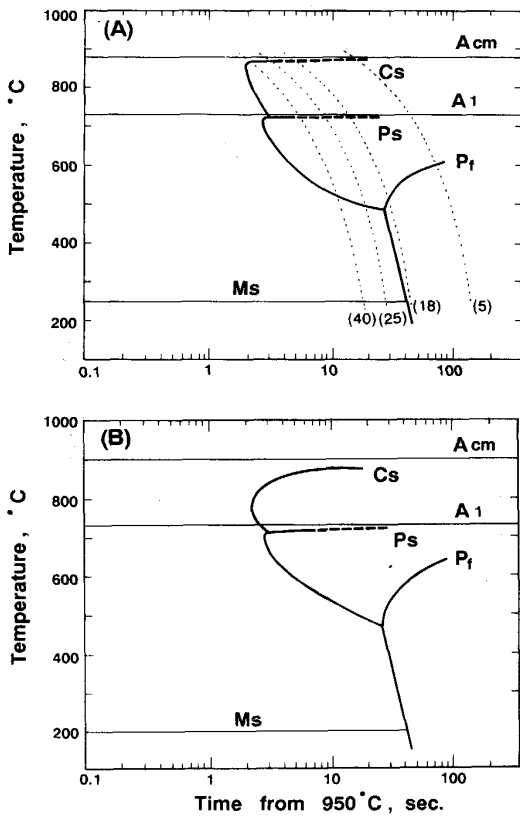 (A)
Acm
Cs
A1
Ps
Pf
Ms
(40) (25) (18) (5)
1000
800
600
400
200
Temperature, °C
0.1 1 10 100
(B)
Acm
Cs
A1
Ps
Pf
Ms
1000
800
600
400
200
Temperature, °C
0.1 1 10 100
Time from 950°C, sec.